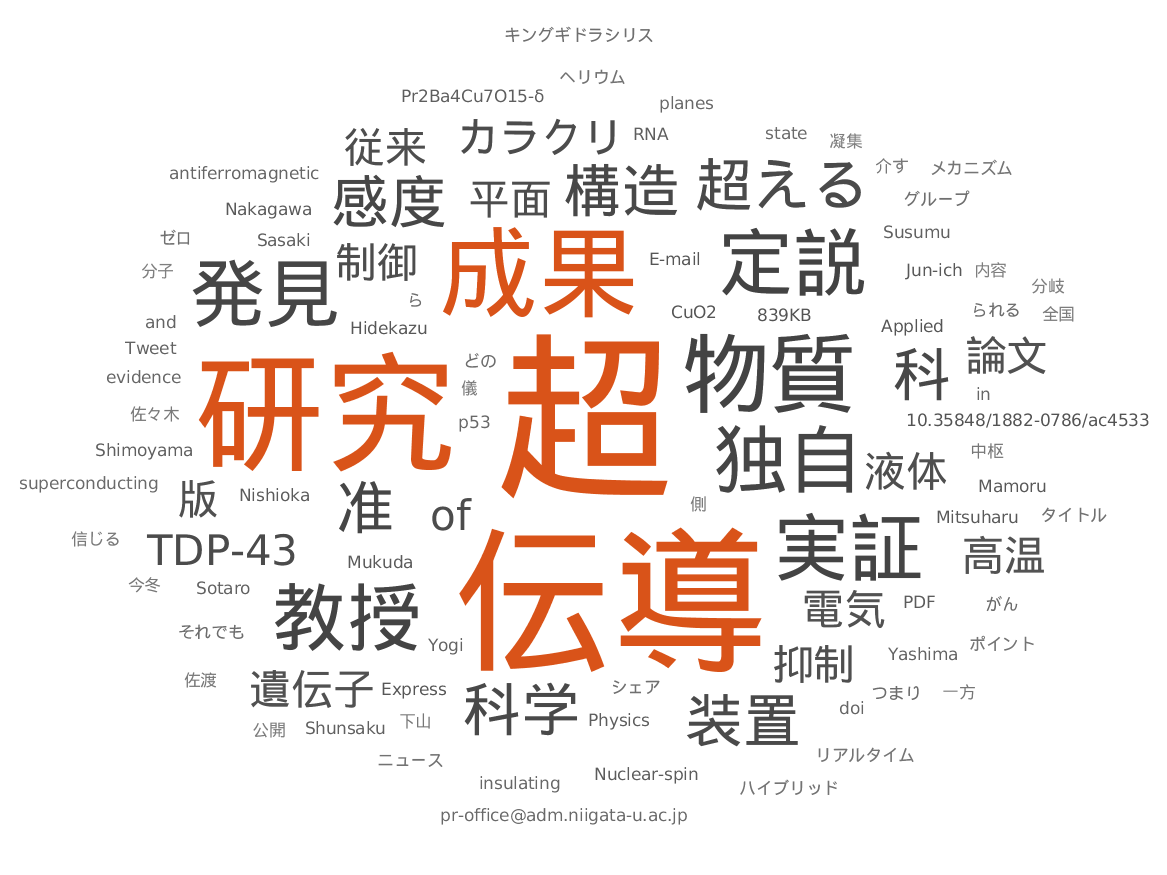 キングギドラシリス
ヘリウム
Pr2Ba4Cu7O15-δ
planes
従来
カラクリ
RNA
state
凝集
antiferromagnetic
感度
平面
構造
超える
介す
メカニズム
Nakagawa
グループ
ゼロ
Sasaki
制御
成果
E-mail
定説
Susumu
分子
発見
ら
Jun-ich
内容
分岐
and
Hidekazu
CuO2
839KB
られる
全国
Tweet
Applied
evidence
研究
どの
儀
超
物質
科
論文
in
佐々木
p53
10.35848/1882-0786/ac4533
Shimoyama
独自
液体
中枢
superconducting
版
Nishioka
准
of
側
Mamoru
信じる
TDP-43
Mukuda
伝導
実証
Mitsuharu
タイトル
高温
今冬
Sotaro
教授
電気
PDF
がん
それでも
Yogi
抑制
Yashima
ポイント
佐渡
遺伝子
Express
科学
シェア
装置
つまり
一方
公開
Shunsaku
下山
Physics
doi
ニュース
リアルタイム
insulating
Nuclear-spin
ハイブリッド
pr-office@adm.niigata-u.ac.jp